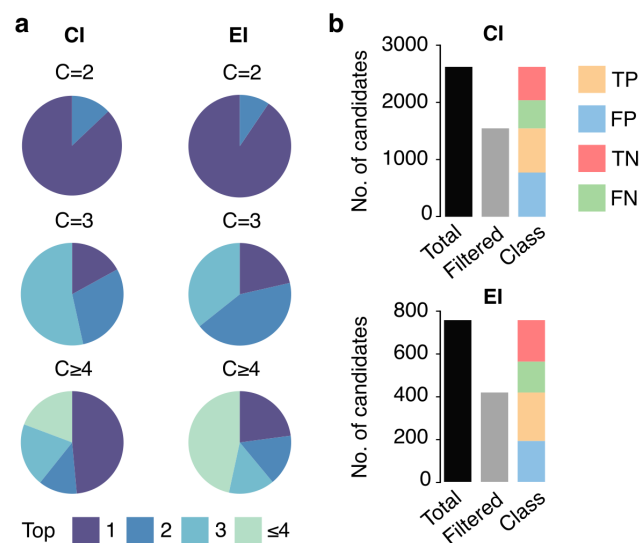 a
CI
EI
C=2
C=2
C=3
C=3
C≥4
C≥4
Top 1 2 3 ≤4
b
CI
No. of candidates
3000
2000
1000
0
Total
Filtered
Class
TP
FP
TN
FN
EI
No. of candidates
800
600
400
200
0
Total
Filtered
Class